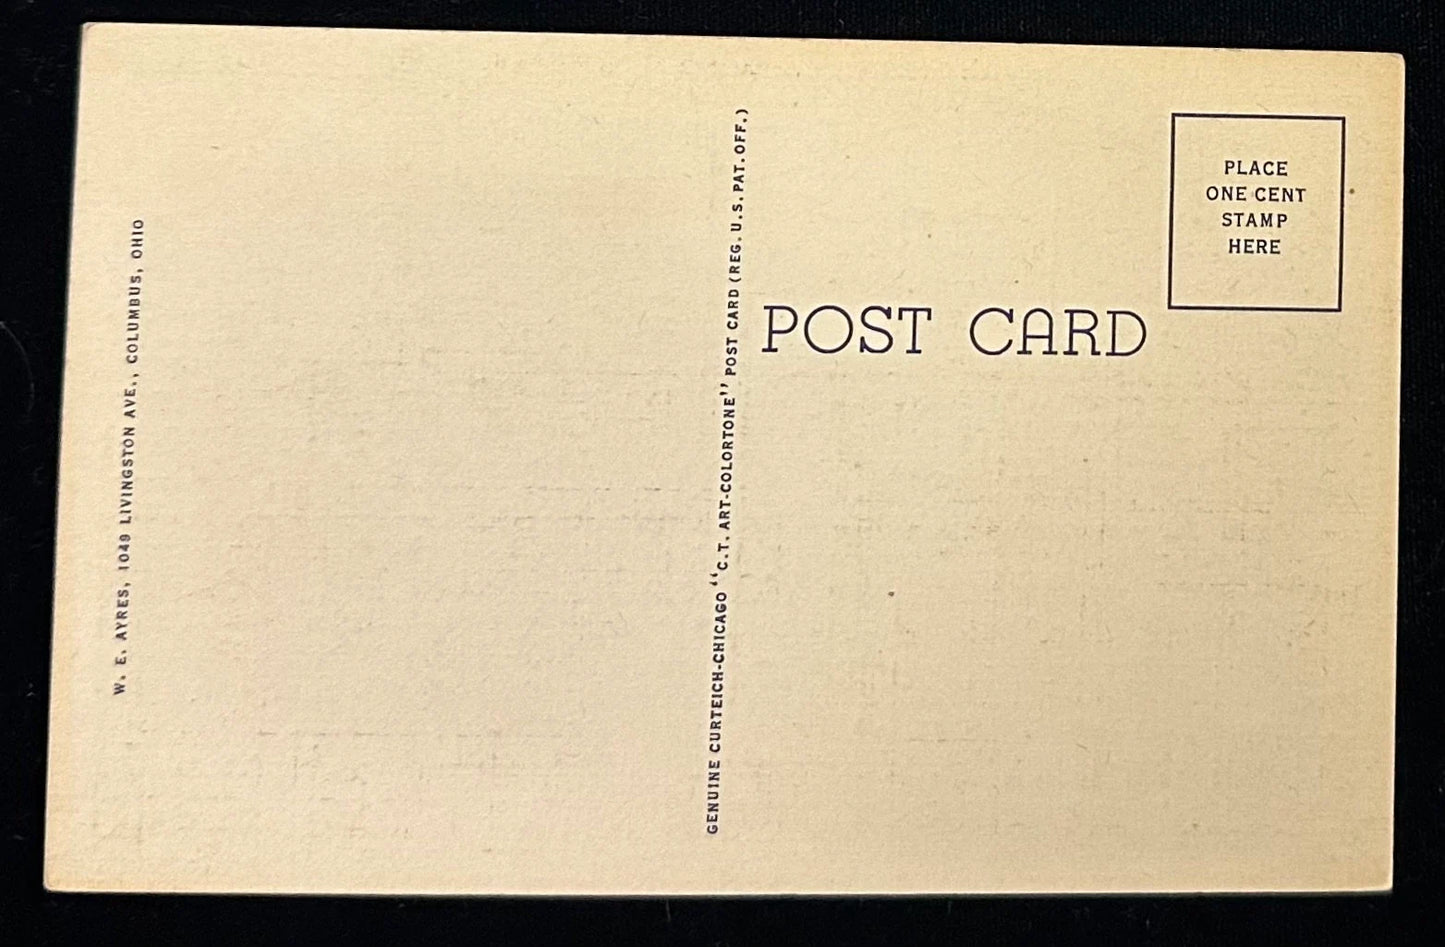 W. E. AYRES, 1049 LIVINGSTON AVE., COLUMBUS, OHIO
GENUINE CURTEICH-CHICAGO "C.T. ART-COLORTONE" POST CARD (REG. U.S. PAT. OFF.)
POST CARD
PLACE
ONE CENT
STAMP
HERE